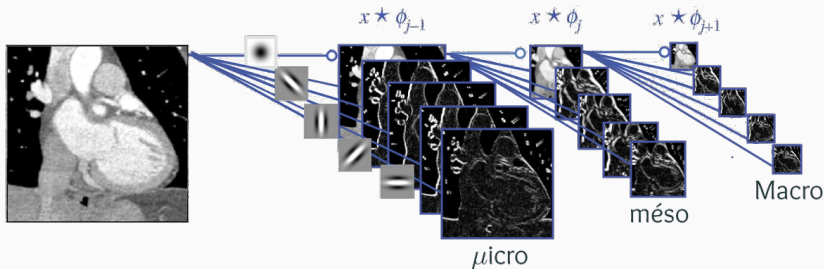 x ★ ϕ_{j−1}
x ★ ϕ_j
x ★ ϕ_{j+1}
μicro
méso
Macro